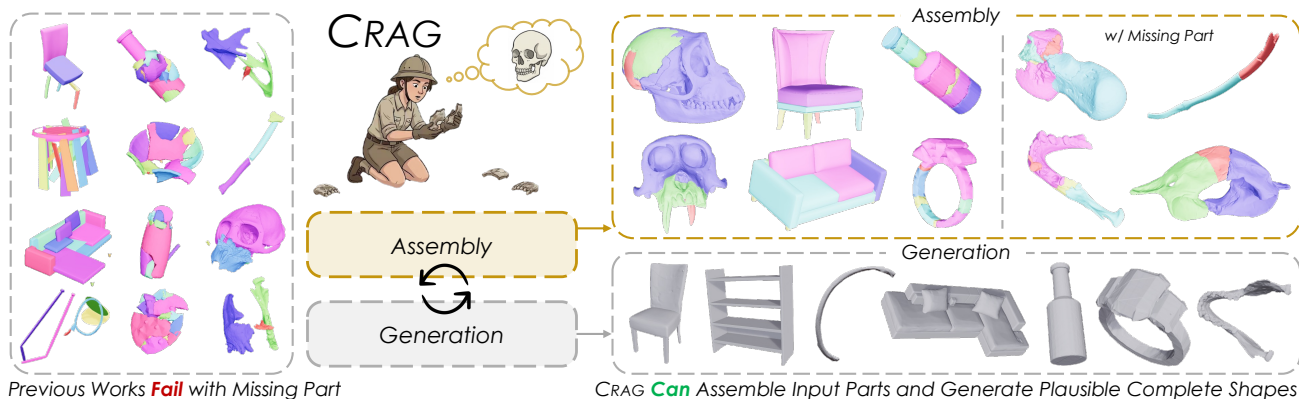 CRAG
Assembly
Generation
Assembly
w/ Missing Part
Generation
Previous Works Fail with Missing Part
CRAG Can Assemble Input Parts and Generate Plausible Complete Shapes